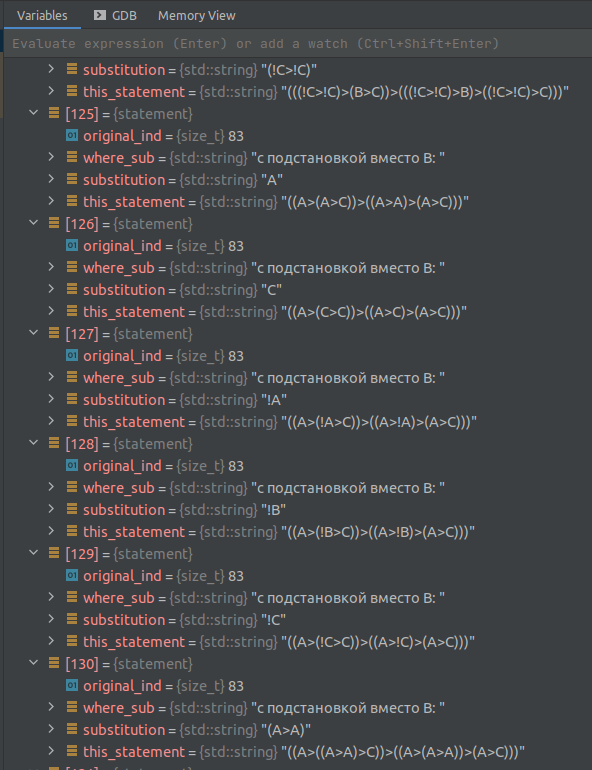 Variables GDB Memory View
Evaluate expression (Enter) or add a watch (Ctrl+Shift+Enter)
substitution = {std::string} "(!C>!C)"
this_statement = {std::string} "(((!C>!C)>(B>C))>(((!C>!C)>B)>((!C>!C)>C)))"
[125] = {statement}
01 original_ind = {size_t} 83
where_sub = {std::string} "с подстановкой вместо B: "
substitution = {std::string} "A"
this_statement = {std::string} "((A>(A>C))>((A>A)>(A>C)))"
[126] = {statement}
01 original_ind = {size_t} 83
where_sub = {std::string} "с подстановкой вместо B: "
substitution = {std::string} "C"
this_statement = {std::string} "((A>(C>C))>((A>C)>(A>C)))"
[127] = {statement}
01 original_ind = {size_t} 83
where_sub = {std::string} "с подстановкой вместо B: "
substitution = {std::string} "!A"
this_statement = {std::string} "((A>(!A>C))>((A>!A)>(A>C)))"
[128] = {statement}
01 original_ind = {size_t} 83
where_sub = {std::string} "с подстановкой вместо B: "
substitution = {std::string} "!B"
this_statement = {std::string} "((A>(!B>C))>((A>!B)>(A>C)))"
[129] = {statement}
01 original_ind = {size_t} 83
where_sub = {std::string} "с подстановкой вместо B: "
substitution = {std::string} "!C"
this_statement = {std::string} "((A>(!C>C))>((A>!C)>(A>C)))"
[130] = {statement}
01 original_ind = {size_t} 83
where_sub = {std::string} "с подстановкой вместо B: "
substitution = {std::string} "(A>A)"
this_statement = {std::string} "((A>((A>A)>C))>((A>(A>A))>(A>C)))"